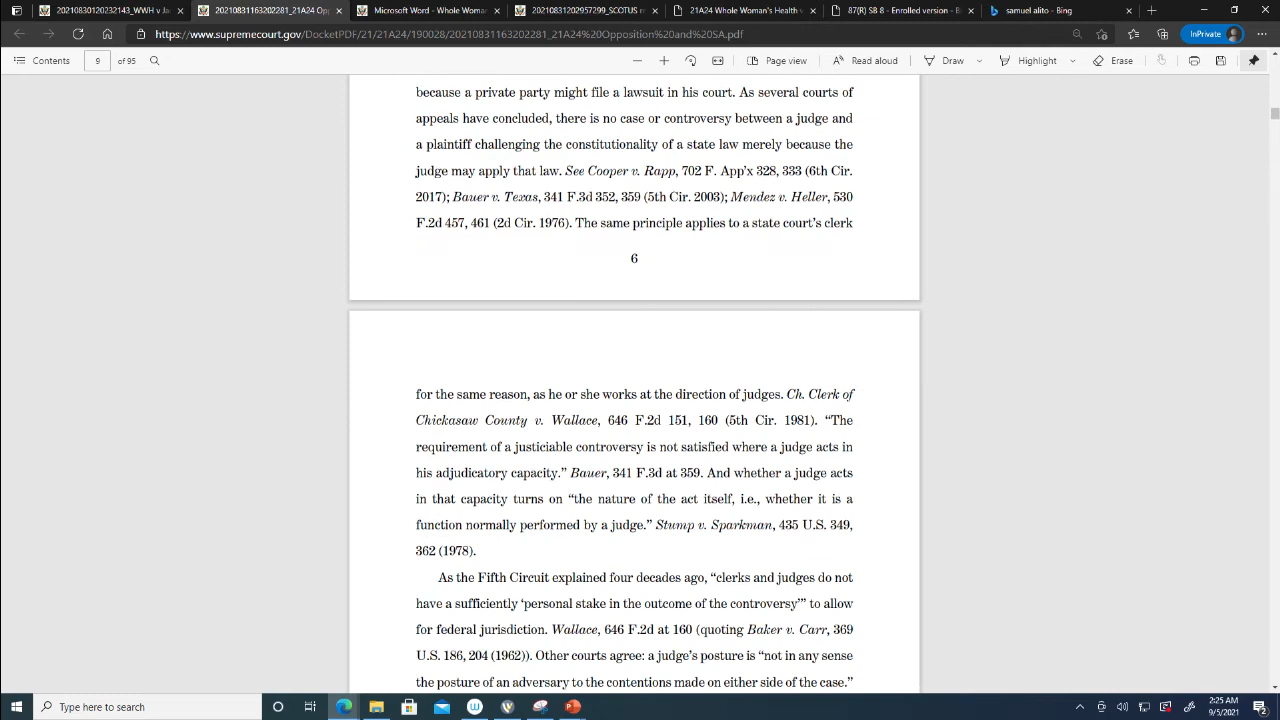 20210830102232143_WWH v Jac
20210831163202281_21A24 Opp
Microsoft Word - Whole Woman
20210831202957299_SCOTUS m
21A24 Whole Woman's Health v
87(R) SB 8 - Enrolled version - B
samuel alito - Bing
https://www.supremecourt.gov/DocketPDF/21/21A24/190028/20210831163202281_21A24%20Opposition%20and%20SA.pdf
InPrivate
Contents 9 of 95 Page view Read aloud Draw Highlight Erase
because a private party might file a lawsuit in his court. As several courts of
appeals have concluded, there is no case or controversy between a judge and
a plaintiff challenging the constitutionality of a state law merely because the
judge may apply that law. See Cooper v. Rapp, 702 F. App'x 328, 333 (6th Cir.
2017); Bauer v. Texas, 341 F.3d 352, 359 (5th Cir. 2003); Mendez v. Heller, 530
F.2d 457, 461 (2d Cir. 1976). The same principle applies to a state court's clerk
6
for the same reason, as he or she works at the direction of judges. Ch. Clerk of
Chickasaw County v. Wallace, 646 F.2d 151, 160 (5th Cir. 1981). “The
requirement of a justiciable controversy is not satisfied where a judge acts in
his adjudicatory capacity.” Bauer, 341 F.3d at 359. And whether a judge acts
in that capacity turns on “the nature of the act itself, i.e., whether it is a
function normally performed by a judge.” Stump v. Sparkman, 435 U.S. 349,
362 (1978).
As the Fifth Circuit explained four decades ago, “clerks and judges do not
have a sufficiently ‘personal stake in the outcome of the controversy’” to allow
for federal jurisdiction. Wallace, 646 F.2d at 160 (quoting Baker v. Carr, 369
U.S. 186, 204 (1962)). Other courts agree: a judge's posture is “not in any sense
the posture of an adversary to the contentions made on either side of the case.”
Type here to search
2:25 AM
9/5/2021
2